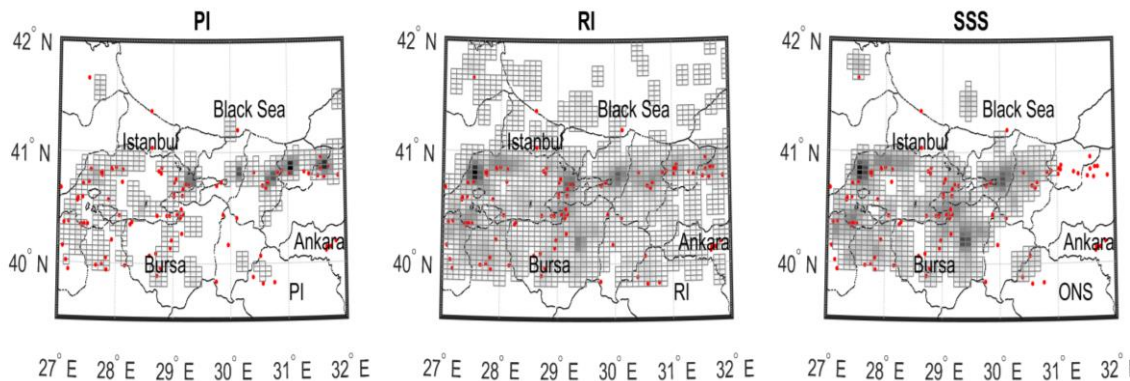 PI
42° N
41° N
40° N
Black Sea
Istanbul
Ankara
Bursa
PI
27° E 28° E 29° E 30° E 31° E 32° E
RI
42° N
41° N
40° N
Black Sea
Istanbul
Ankara
Bursa
RI
27° E 28° E 29° E 30° E 31° E 32° E
SSS
42° N
41° N
40° N
Black Sea
Istanbul
Ankara
Bursa
ONS
27° E 28° E 29° E 30° E 31° E 32° E